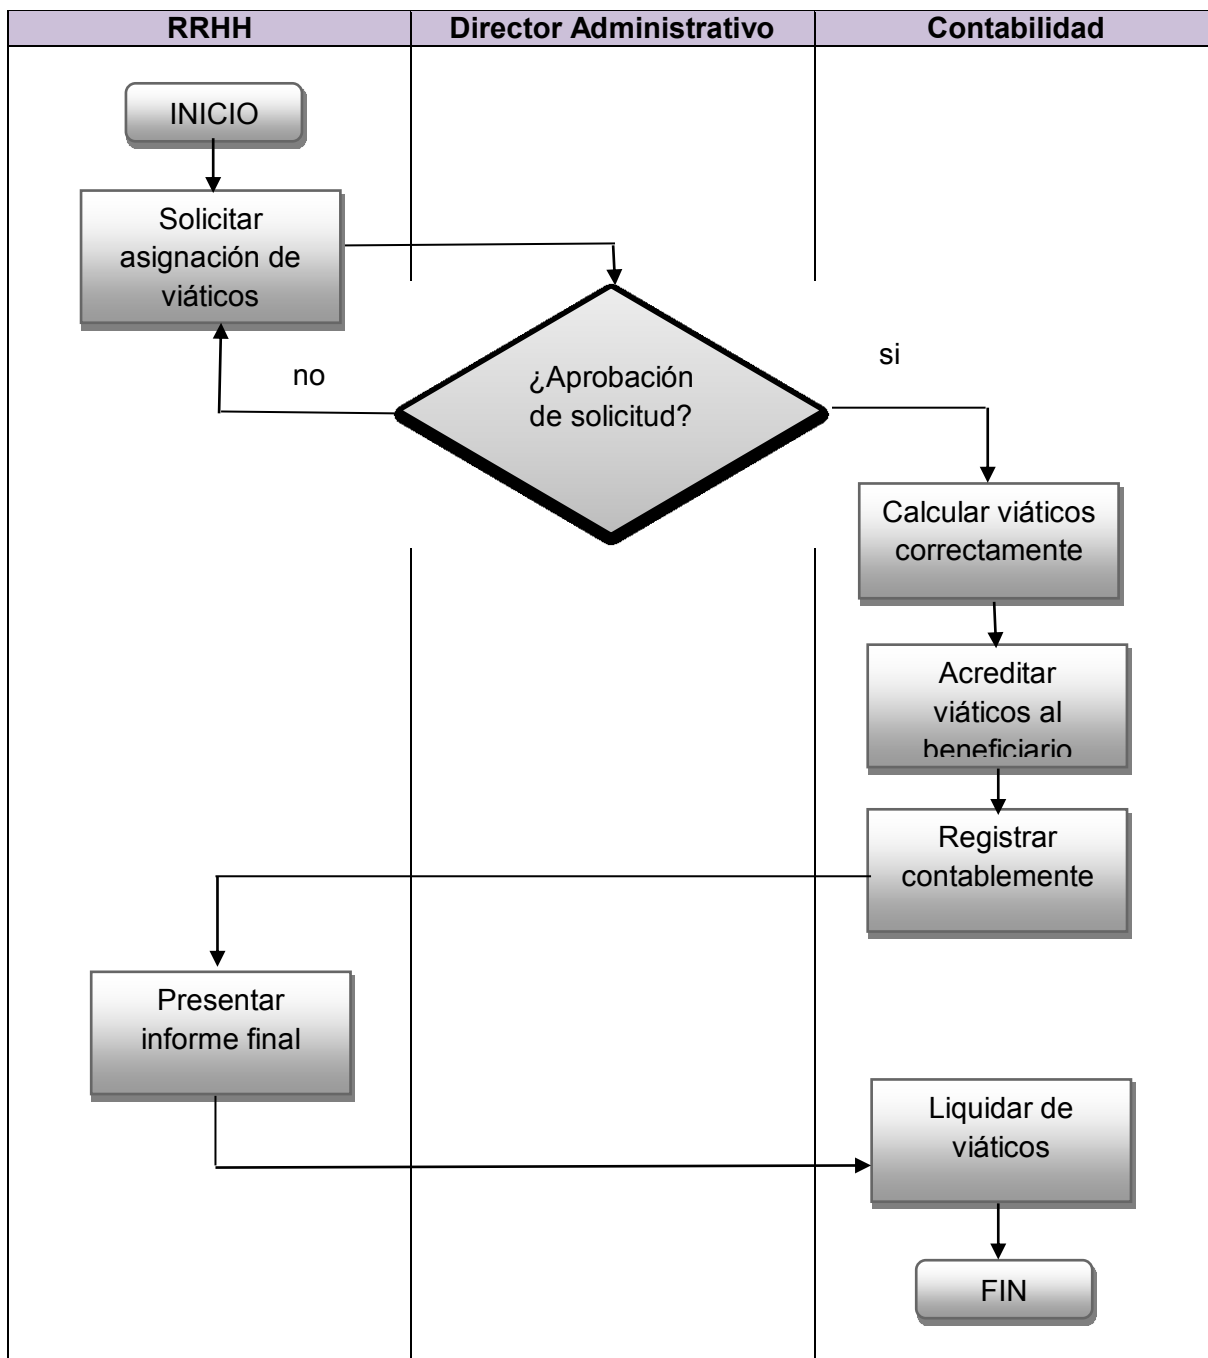 RRHH
Director Administrativo
Contabilidad
INICIO
Solicitar
asignación de
viáticos
no
¿Aprobación
de solicitud?
si
Calcular viáticos
correctamente
Acreditar
viáticos al
beneficiario
Registrar
contablemente
Presentar
informe final
Liquidar de
viáticos
FIN